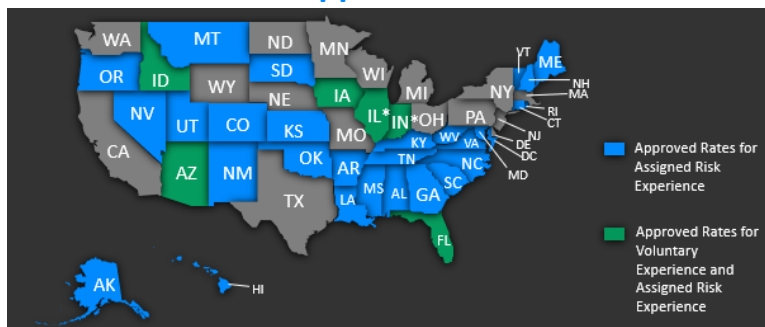 WA
MT
ND
MN
VT
ME
OR
ID
SD
WI
MI
NY
NH
MA
WY
IA
RI
CT
NV
NE
IL*
IN*
OH
PA
NJ
UT
CO
KS
MO
KY
WV
VA
DE
DC
CA
OK
TN
NC
MD
AZ
NM
AR
SC
TX
LA
MS
AL
GA
FL
AK
HI
Approved Rates for
Assigned Risk
Experience
Approved Rates for
Voluntary
Experience and
Assigned Risk
Experience